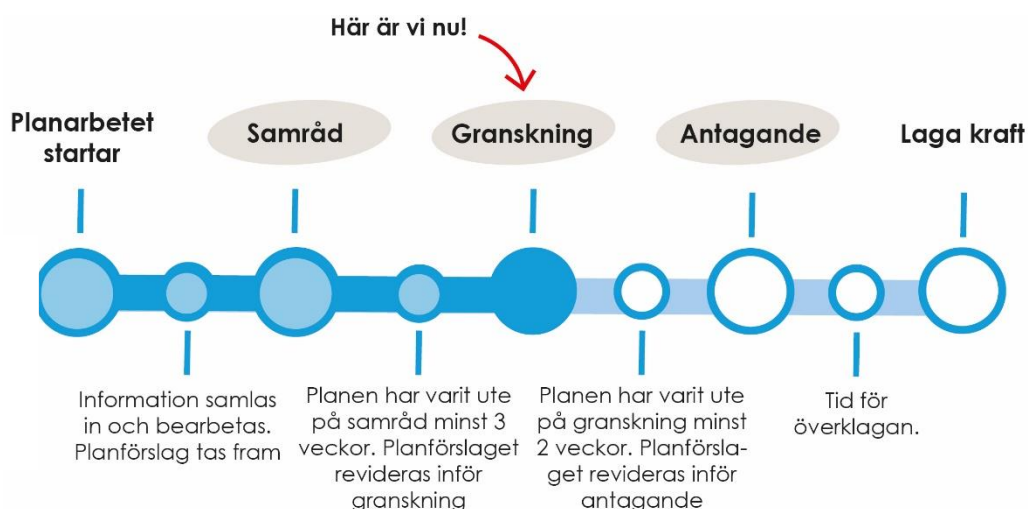 Här är vi nu!
Planarbetet
startar
Samråd
Granskning
Antagande
Laga kraft
Information samlas
in och bearbetas.
Planförslag tas fram
Planen har varit ute
på samråd minst 3
veckor. Planförslaget
revideras inför
granskning
Planen har varit ute
på granskning minst
2 veckor. Planförsla-
get revideras inför
antagande
Tid för
överklagan.